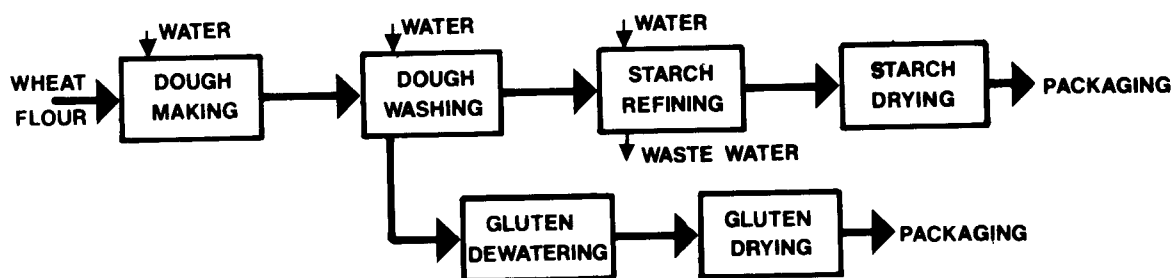 WATER
WATER
WATER
WHEAT
FLOUR
DOUGH
MAKING
DOUGH
WASHING
STARCH
REFINING
STARCH
DRYING
PACKAGING
WASTE WATER
GLUTEN
DEWATERING
GLUTEN
DRYING
PACKAGING